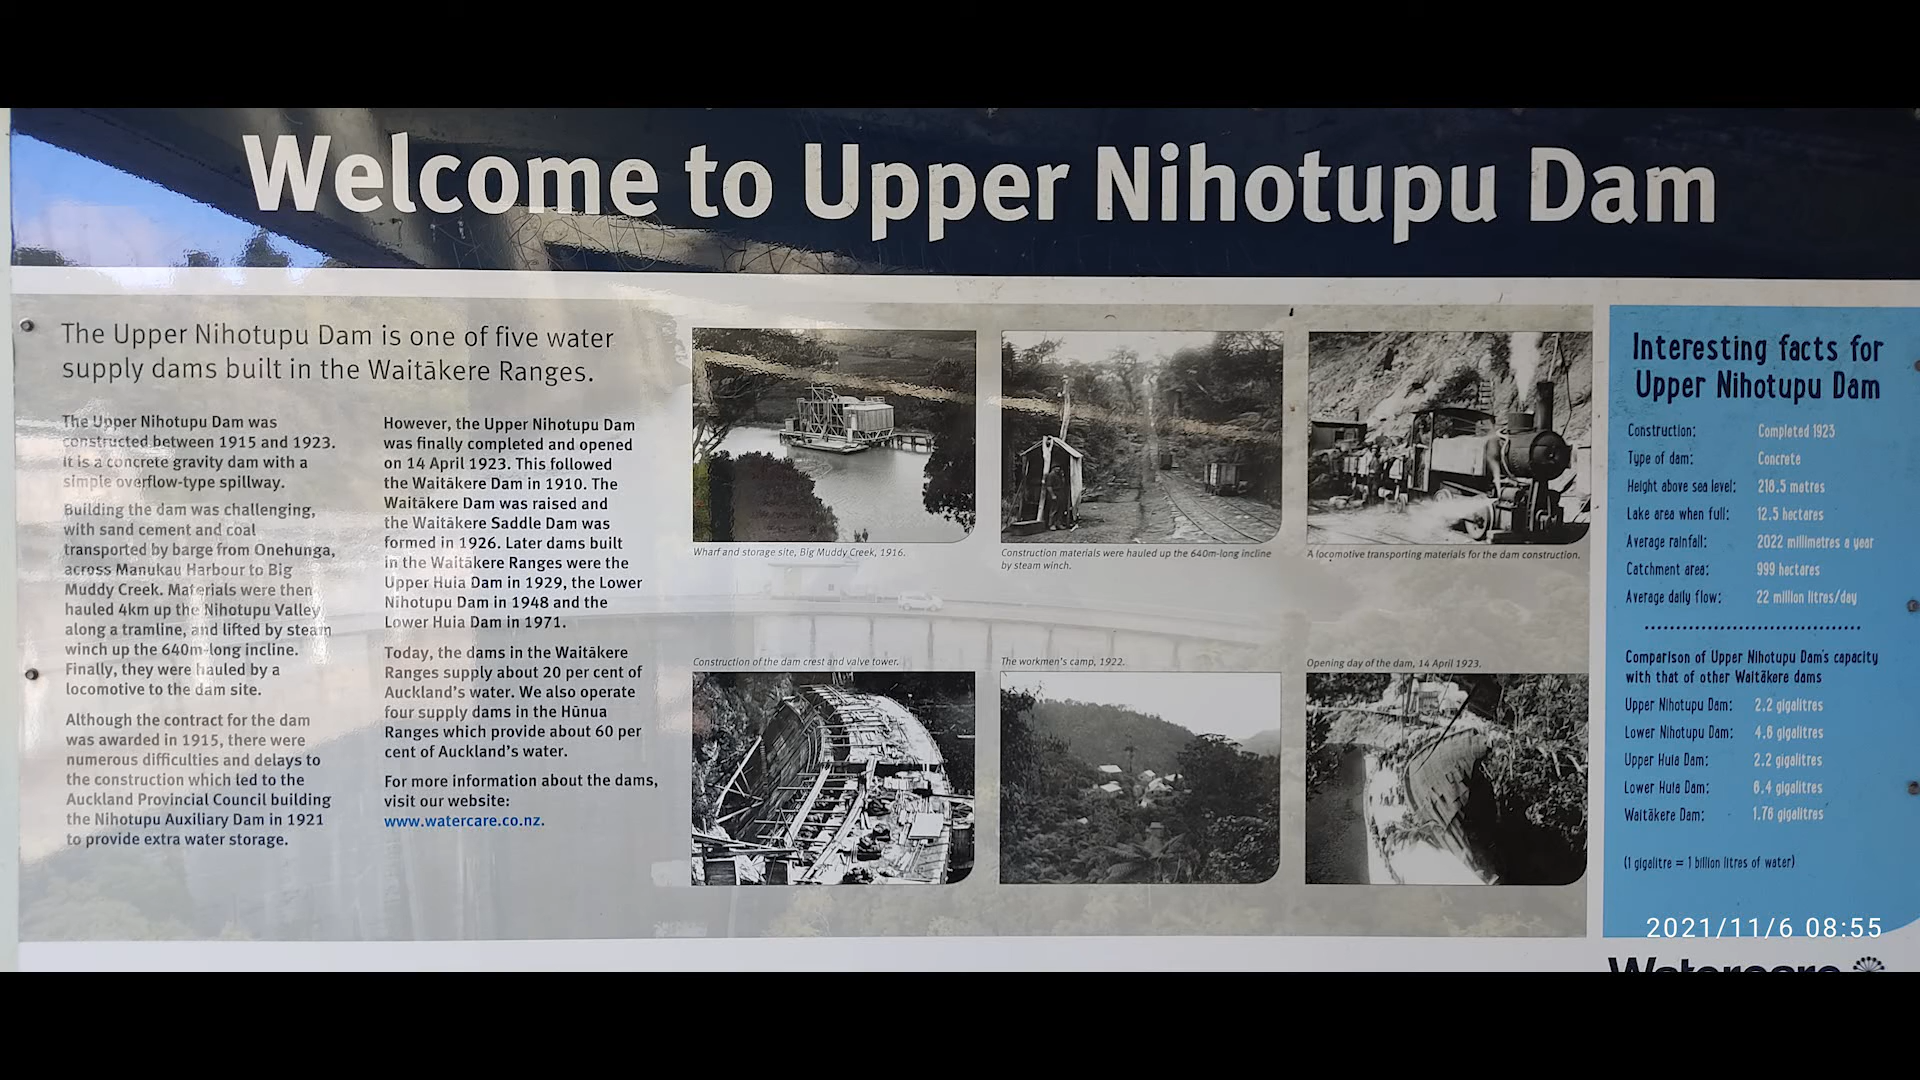 Welcome to Upper Nihotupu Dam
The Upper Nihotupu Dam is one of five water
supply dams built in the Waitākere Ranges.
The Upper Nihotupu Dam was
constructed between 1915 and 1923.
It is a concrete gravity dam with a
simple overflow-type spillway.
Building the dam was challenging,
with sand cement and coal
transported by barge from Onehunga,
across Manukau Harbour to Big
Muddy Creek. Materials were then
hauled 4km up the Nihotupu Valley
along a tramline, and lifted by steam
winch up the 640m-long incline.
Finally, they were hauled by a
locomotive to the dam site.
Although the contract for the dam
was awarded in 1915, there were
numerous difficulties and delays to
the construction which led to the
Auckland Provincial Council building
the Nihotupu Auxiliary Dam in 1921
to provide extra water storage.
However, the Upper Nihotupu Dam
was finally completed and opened
on 14 April 1923. This followed
the Waitākere Dam in 1910. The
Waitākere Dam was raised and
the Waitākere Saddle Dam was
formed in 1926. Later dams built
in the Waitākere Ranges were the
Upper Huia Dam in 1929, the Lower
Nihotupu Dam in 1948 and the
Lower Huia Dam in 1971.
Today, the dams in the Waitākere
Ranges supply about 20 per cent of
Auckland's water. We also operate
four supply dams in the Hūnua
Ranges which provide about 60 per
cent of Auckland's water.
For more information about the dams,
visit our website:
www.watercare.co.nz.
Wharf and storage site, Big Muddy Creek, 1916.
Construction materials were hauled up the 640m-long incline
by steam winch.
A locomotive transporting materials for the dam construction.
Construction of the dam crest and valve tower.
The workmen's camp, 1922.
Opening day of the dam, 14 April 1923.
Interesting facts for
Upper Nihotupu Dam
Construction: Completed 1923
Type of dam: Concrete
Height above sea level: 218.5 metres
Lake area when full: 12.5 hectares
Average rainfall: 2022 millimetres a year
Catchment area: 999 hectares
Average daily flow: 22 million litres/day
Comparison of Upper Nihotupu Dam's capacity
with that of other Waitākere dams
Upper Nihotupu Dam: 2.2 gigalitres
Lower Nihotupu Dam: 4.6 gigalitres
Upper Huia Dam: 2.2 gigalitres
Lower Huia Dam: 6.4 gigalitres
Waitākere Dam: 1.76 gigalitres
(1 gigalitre = 1 billion litres of water)
2021/11/6 08:55
Watercare